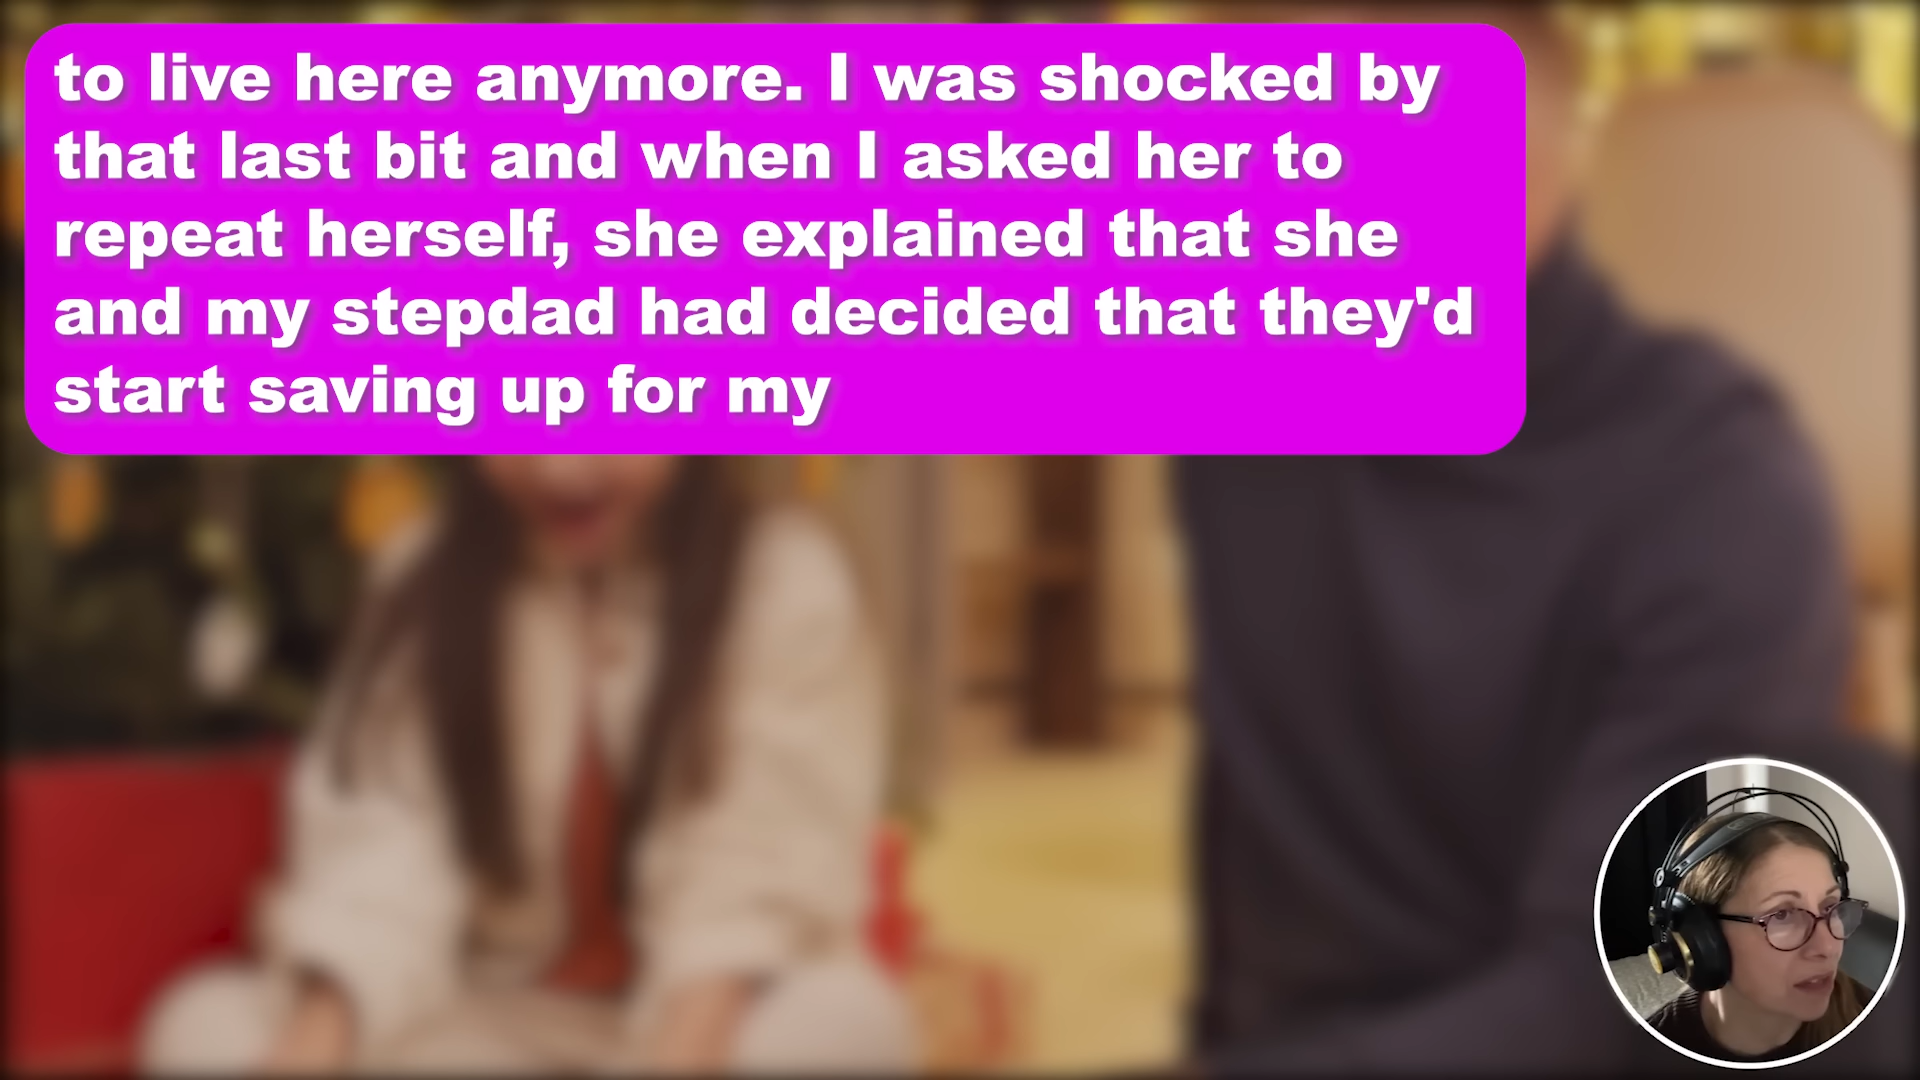 to live here anymore. I was shocked by
that last bit and when I asked her to
repeat herself, she explained that she
and my stepdad had decided that they'd
start saving up for my